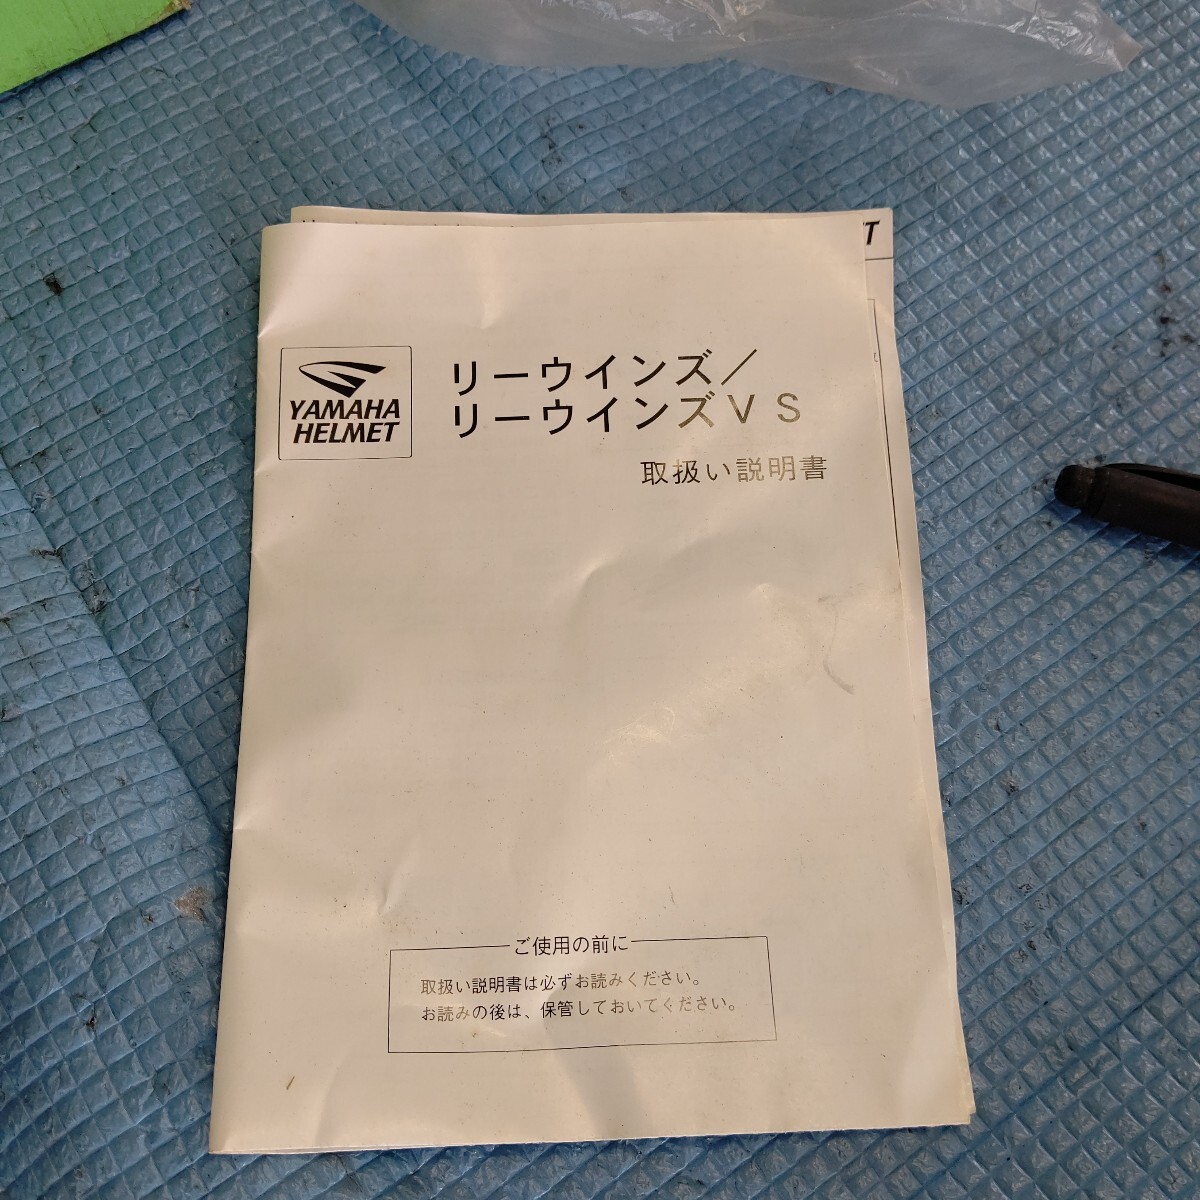 YAMAHA
HELMET
リーウインズ／
リーウインズＶＳ
取扱い説明書
ご使用の前に
取扱い説明書は必ずお読みください。
お読みの後は、保管しておいてください。